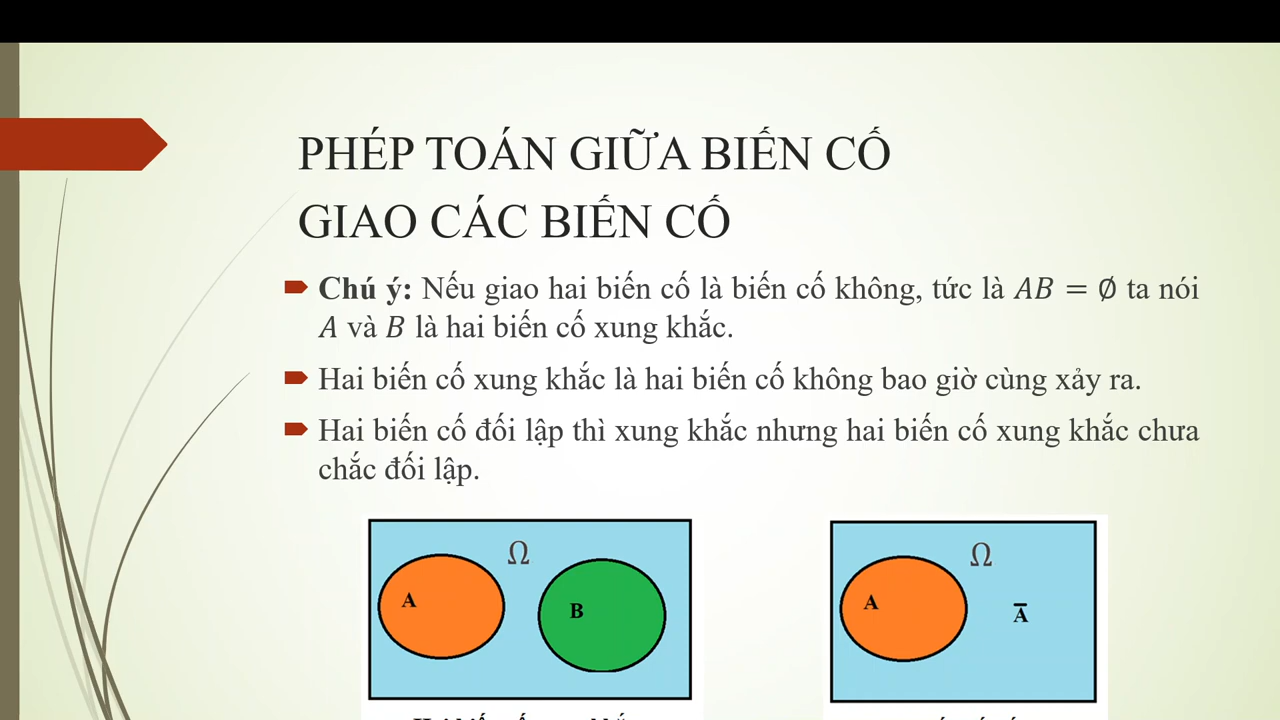 PHÉP TOÁN GIỮA BIẾN CỐ
GIAO CÁC BIẾN CỐ
Chú ý: Nếu giao hai biến cố là biến cố không, tức là AB = ∅ ta nói
A và B là hai biến cố xung khắc.
Hai biến cố xung khắc là hai biến cố không bao giờ cùng xảy ra.
Hai biến cố đối lập thì xung khắc nhưng hai biến cố xung khắc chưa
chắc đối lập.
Ω
A
B
Ω
A
A̅